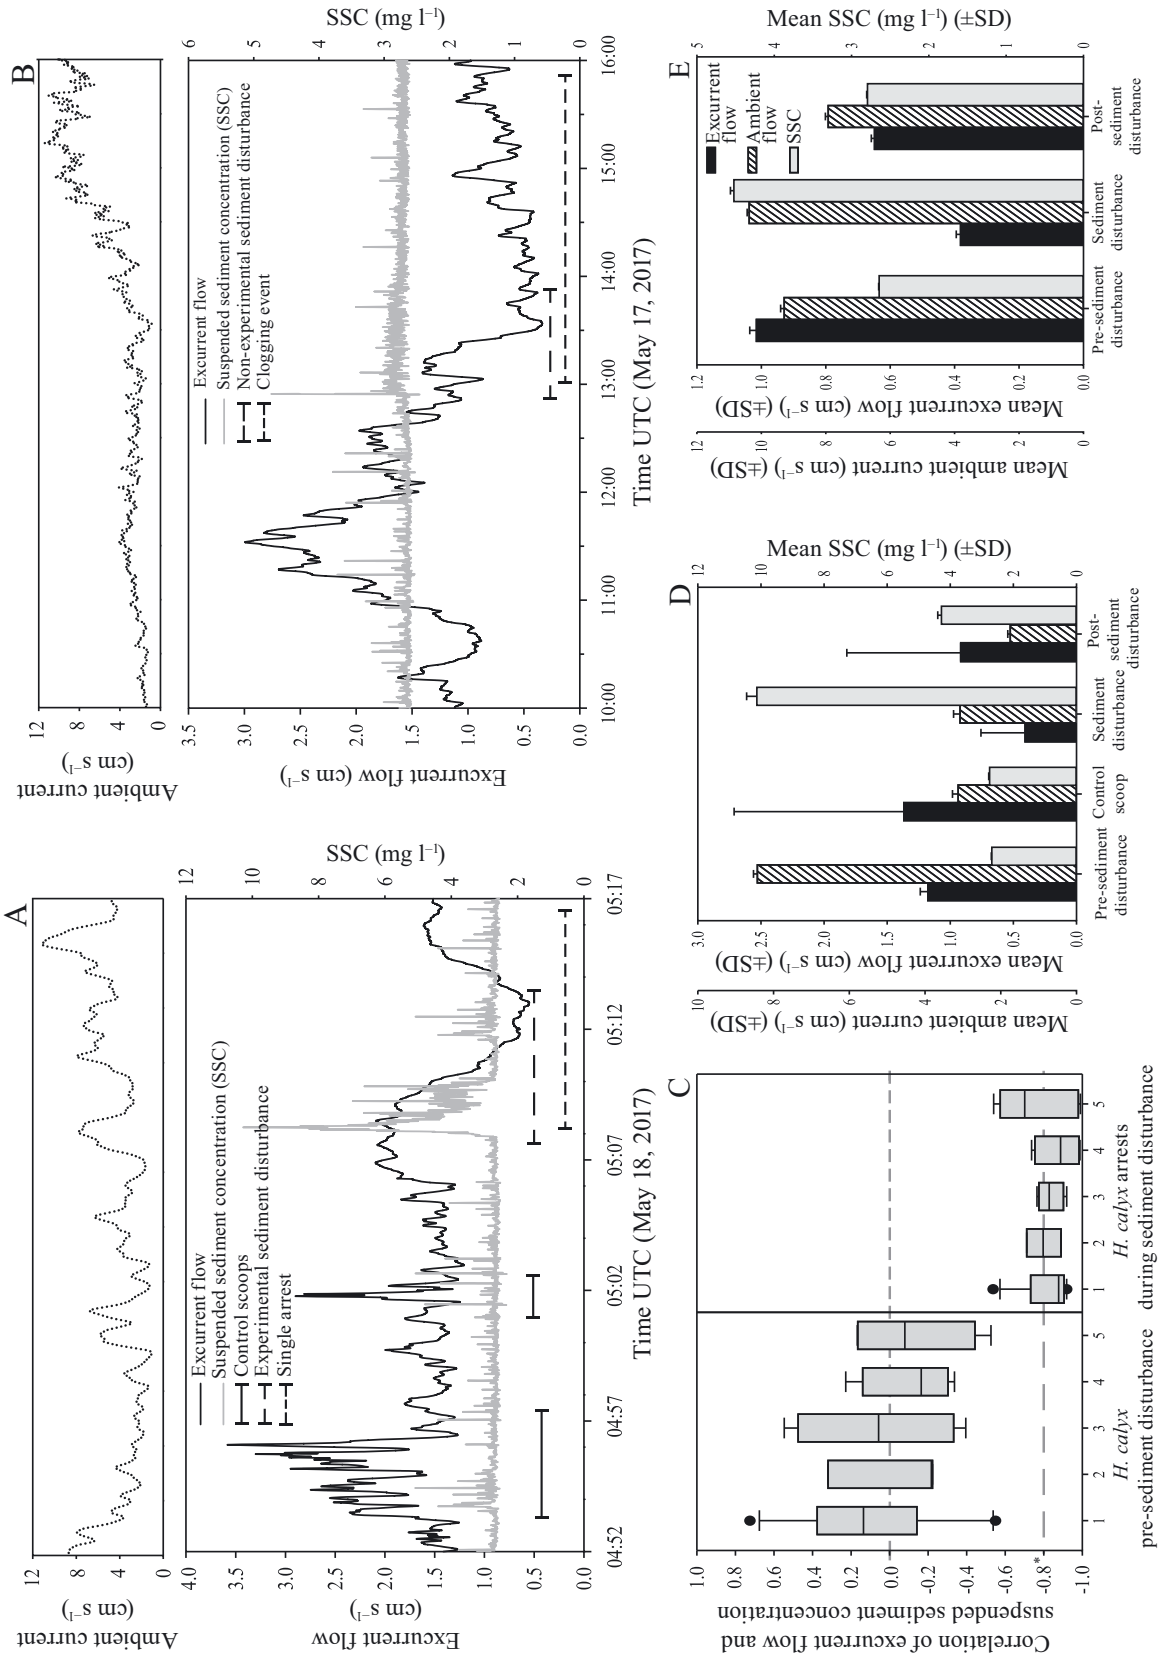 A
12
8
4
0
Ambient current
(cm s⁻¹)
4.0
3.5
3.0
2.5
2.0
1.5
1.0
0.5
0.0
Excurrent flow
(cm s⁻¹)
Excurrent flow
Suspended sediment concentration (SSC)
Control scoops
Experimental sediment disturbance
Single arrest
12
10
8
6
4
2
0
SSC (mg l⁻¹)
04:52
04:57
05:02
05:07
05:12
05:17
Time UTC (May 18, 2017)
B
12
8
4
0
Ambient current
(cm s⁻¹)
3.5
3.0
2.5
2.0
1.5
1.0
0.5
0.0
Excurrent flow (cm s⁻¹)
Excurrent flow
Suspended sediment concentration (SSC)
Non-experimental sediment disturbance
Clogging event
6
5
4
3
2
1
0
SSC (mg l⁻¹)
10:00
11:00
12:00
13:00
14:00
15:00
16:00
Time UTC (May 17, 2017)
C
1.0
0.8
0.6
0.4
0.2
0.0
-0.2
-0.4
-0.6
-0.8*
-1.0
Correlation of excurrent flow and
suspended sediment concentration
1 2 3 4 5 1 2 3 4 5
H. calyx
pre-sediment disturbance
H. calyx arrests
during sediment disturbance
D
10
8
6
4
2
0
Mean ambient current (cm s⁻¹) (±SD)
3.0
2.5
2.0
1.5
1.0
0.5
0.0
Mean excurrent flow (cm s⁻¹)
(±SD)
12
10
8
6
4
2
0
Mean SSC (mg l⁻¹) (±SD)
Pre-sediment
disturbance
Control
scoop
Sediment
disturbance
Post-
sediment
disturbance
E
10
8
6
4
2
0
Mean ambient current (cm s⁻¹) (±SD)
1.2
1.0
0.8
0.6
0.4
0.2
0.0
Mean excurrent flow (cm s⁻¹)
(±SD)
Excurrent
flow
Ambient
flow
SSC
5
4
3
2
1
0
Mean SSC (mg l⁻¹) (±SD)
Pre-sediment
disturbance
Sediment
disturbance
Post-
sediment
disturbance